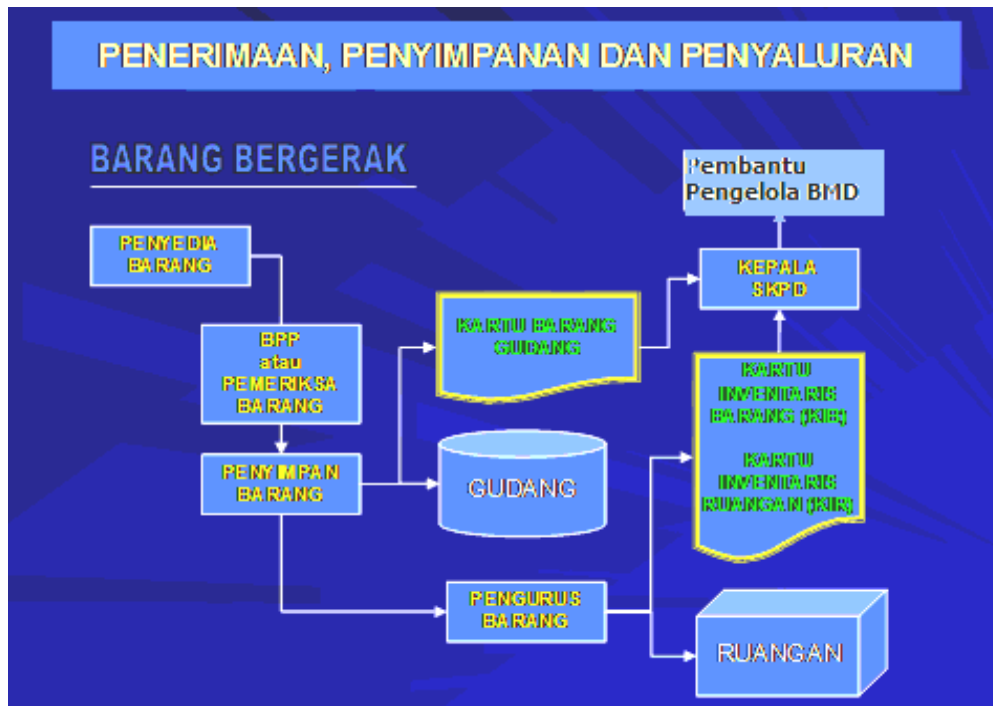 PENERIMAAN, PENYIMPANAN DAN PENYALURAN
BARANG BERGERAK
Pembantu
Pengelola BMD
PENYEDIA
BARANG
KEPALA
SKPD
KARTU BARANG
GUDANG
BPP
atau
PEMERIKSA
BARANG
KARTU
INVENTARIS
BARANG (KIB)
KARTU
INVENTARIS
RUANGAN (KIR)
PENYIMPAN
BARANG
GUDANG
PENGURUS
BARANG
RUANGAN